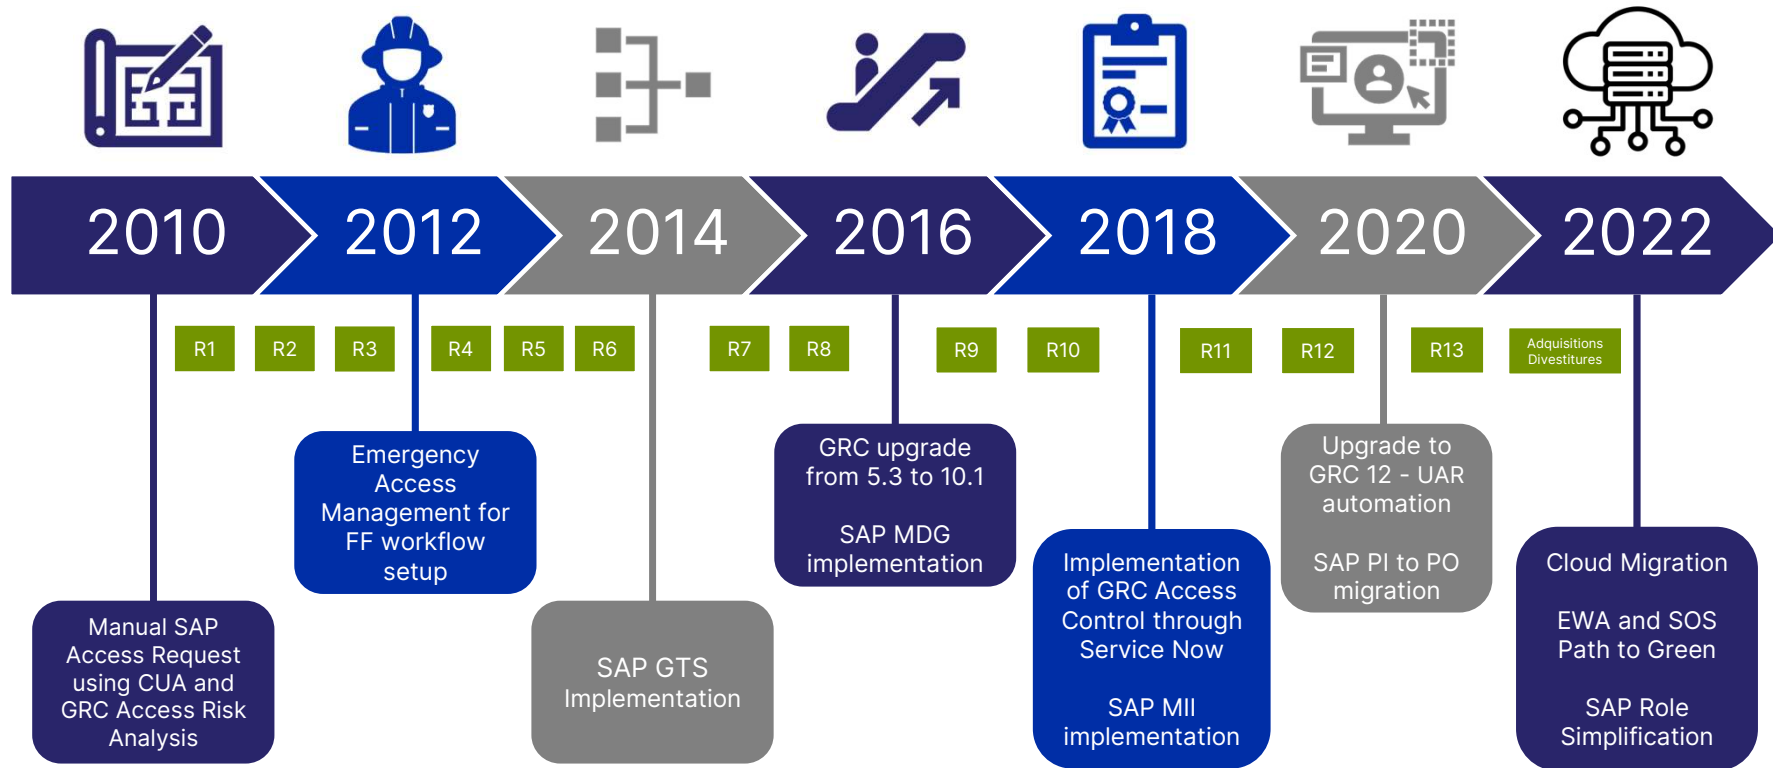 2010
2012
2014
2016
2018
2020
2022
R1
R2
R3
R4
R5
R6
R7
R8
R9
R10
R11
R12
R13
Adquisitions
Divestitures
Manual SAP
Access Request
using CUA and
GRC Access Risk
Analysis
Emergency
Access
Management for
FF workflow
setup
SAP GTS
Implementation
GRC upgrade
from 5.3 to 10.1
SAP MDG
implementation
Implementation
of GRC Access
Control through
Service Now
SAP MII
implementation
Upgrade to
GRC 12 - UAR
automation
SAP PI to PO
migration
Cloud Migration
EWA and SOS
Path to Green
SAP Role
Simplification